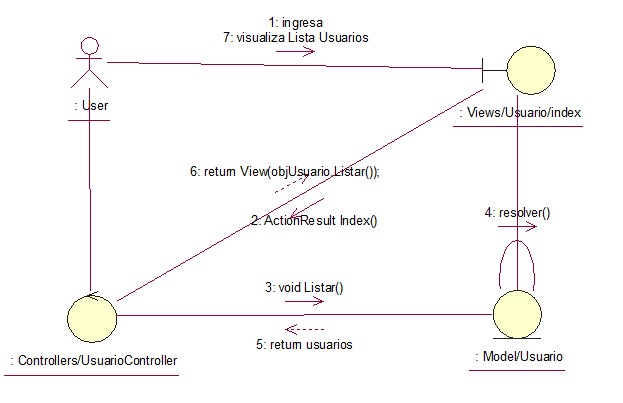 1: ingresa
7: visualiza Lista Usuarios
: User
: Views/Usuario/index
6: return View(objUsuario.Listar());
2: ActionResult Index()
4: resolver()
3: void Listar()
5: return usuarios
: Controllers/UsuarioController
: Model/Usuario